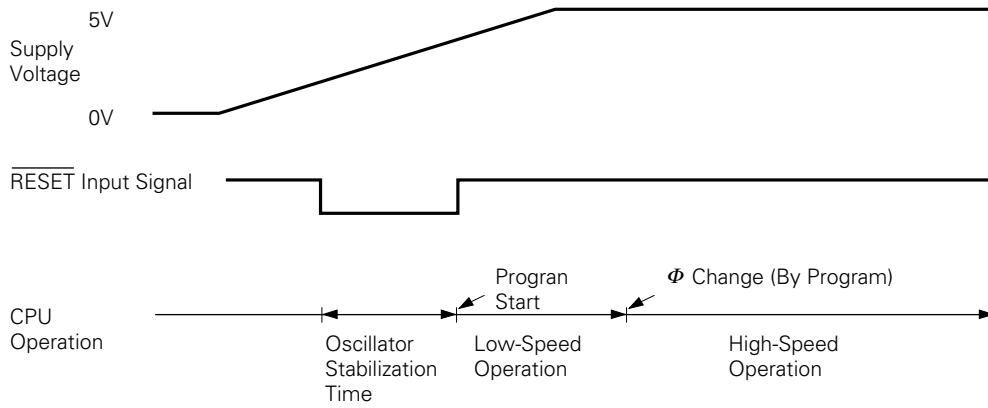 5V
Supply
Voltage
0V
RESET Input Signal
Progran
Start
Φ Change (By Program)
CPU
Operation
Oscillator
Stabilization
Time
Low-Speed
Operation
High-Speed
Operation